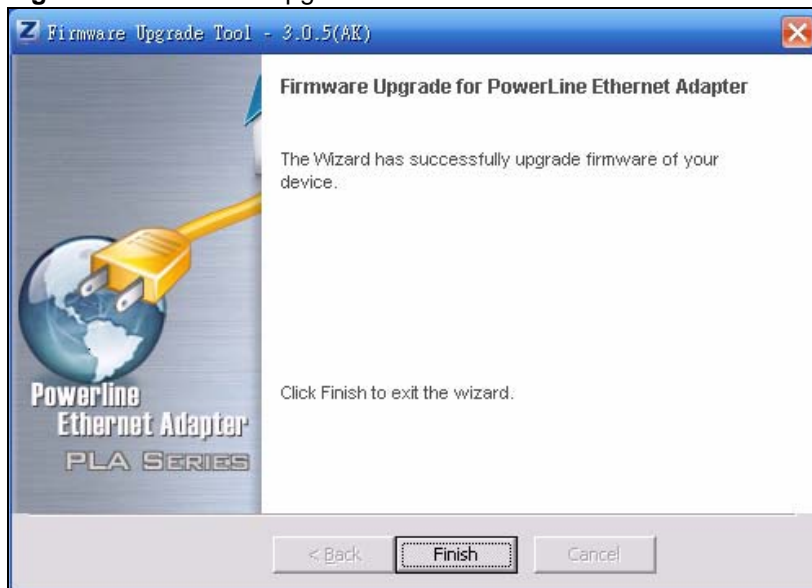 Z Firmware Upgrade Tool - 3.0.5(AK)
Firmware Upgrade for PowerLine Ethernet Adapter
The Wizard has successfully upgrade firmware of your
device.
Click Finish to exit the wizard.
Powerline
Ethernet Adapter
PLA SERIES
< Back
Finish
Cancel